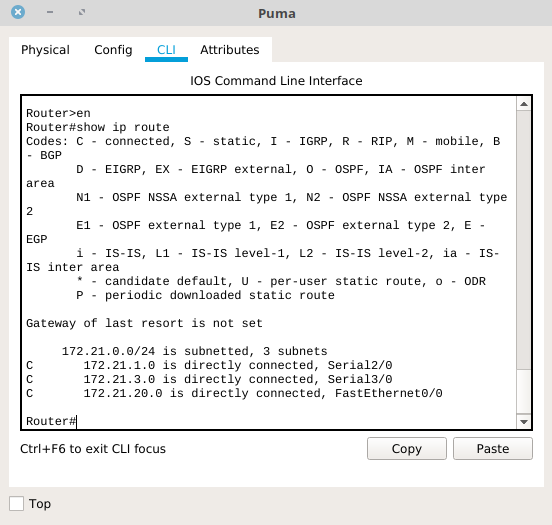 Puma
Physical Config CLI Attributes
IOS Command Line Interface
Router>en
Router#show ip route
Codes: C - connected, S - static, I - IGRP, R - RIP, M - mobile, B
- BGP
       D - EIGRP, EX - EIGRP external, O - OSPF, IA - OSPF inter
area
       N1 - OSPF NSSA external type 1, N2 - OSPF NSSA external type
2
       E1 - OSPF external type 1, E2 - OSPF external type 2, E -
EGP
       i - IS-IS, L1 - IS-IS level-1, L2 - IS-IS level-2, ia - IS-
IS inter area
       * - candidate default, U - per-user static route, o - ODR
       P - periodic downloaded static route
Gateway of last resort is not set
     172.21.0.0/24 is subnetted, 3 subnets
C       172.21.1.0 is directly connected, Serial2/0
C       172.21.3.0 is directly connected, Serial3/0
C       172.21.20.0 is directly connected, FastEthernet0/0
Router#
Ctrl+F6 to exit CLI focus Copy Paste
Top